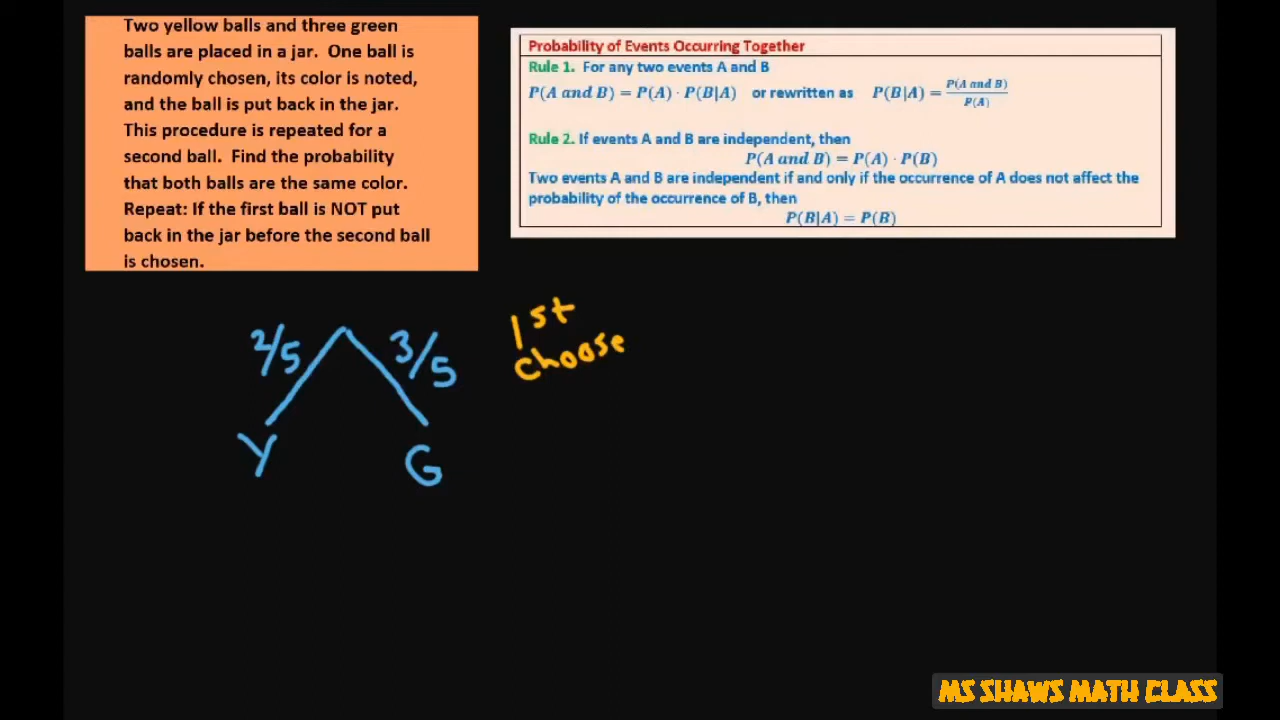 Two yellow balls and three green
balls are placed in a jar. One ball is
randomly chosen, its color is noted,
and the ball is put back in the jar.
This procedure is repeated for a
second ball. Find the probability
that both balls are the same color.
Repeat: If the first ball is NOT put
back in the jar before the second ball
is chosen.
Probability of Events Occurring Together
Rule 1. For any two events A and B
P(A and B) = P(A) · P(B|A) or rewritten as P(B|A) = P(A and B)/P(A)
Rule 2. If events A and B are independent, then
P(A and B) = P(A) · P(B)
Two events A and B are independent if and only if the occurrence of A does not affect the
probability of the occurrence of B, then
P(B|A) = P(B)
1st
choose
2/5 3/5
Y G
MS SHAWS MATH CLASS